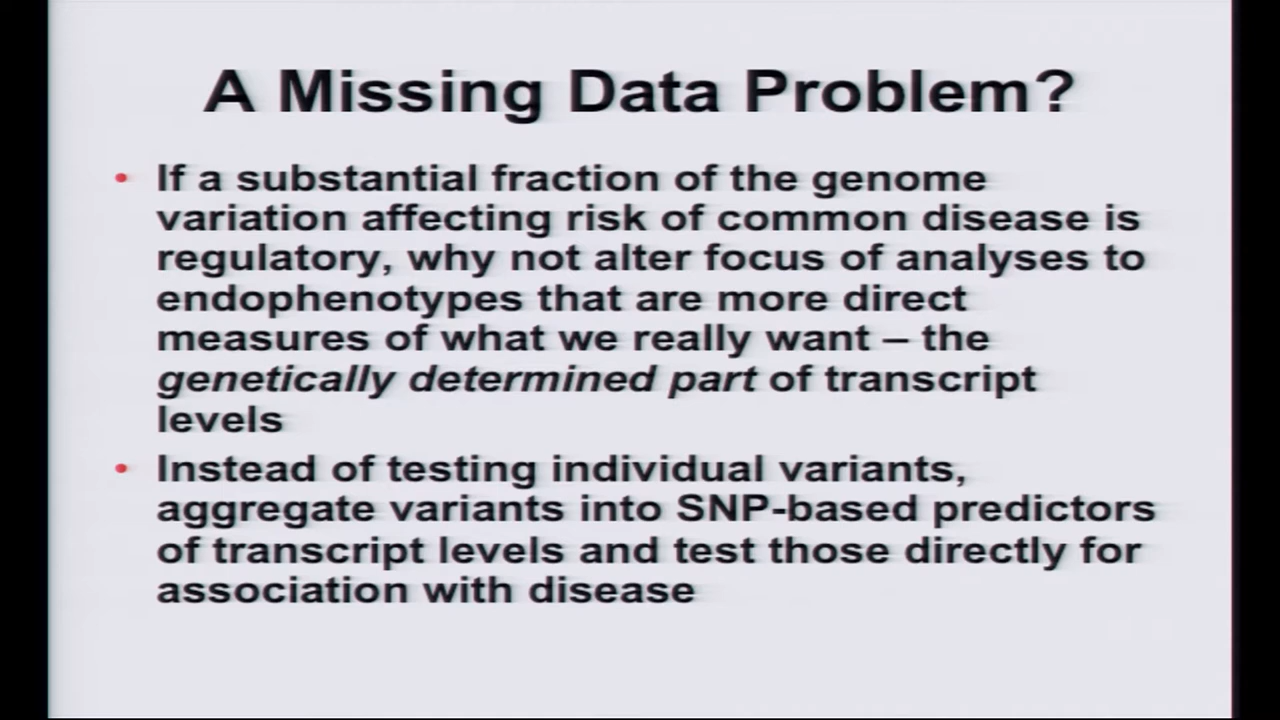 A Missing Data Problem?
• If a substantial fraction of the genome
variation affecting risk of common disease is
regulatory, why not alter focus of analyses to
endophenotypes that are more direct
measures of what we really want – the
genetically determined part of transcript
levels
• Instead of testing individual variants,
aggregate variants into SNP-based predictors
of transcript levels and test those directly for
association with disease